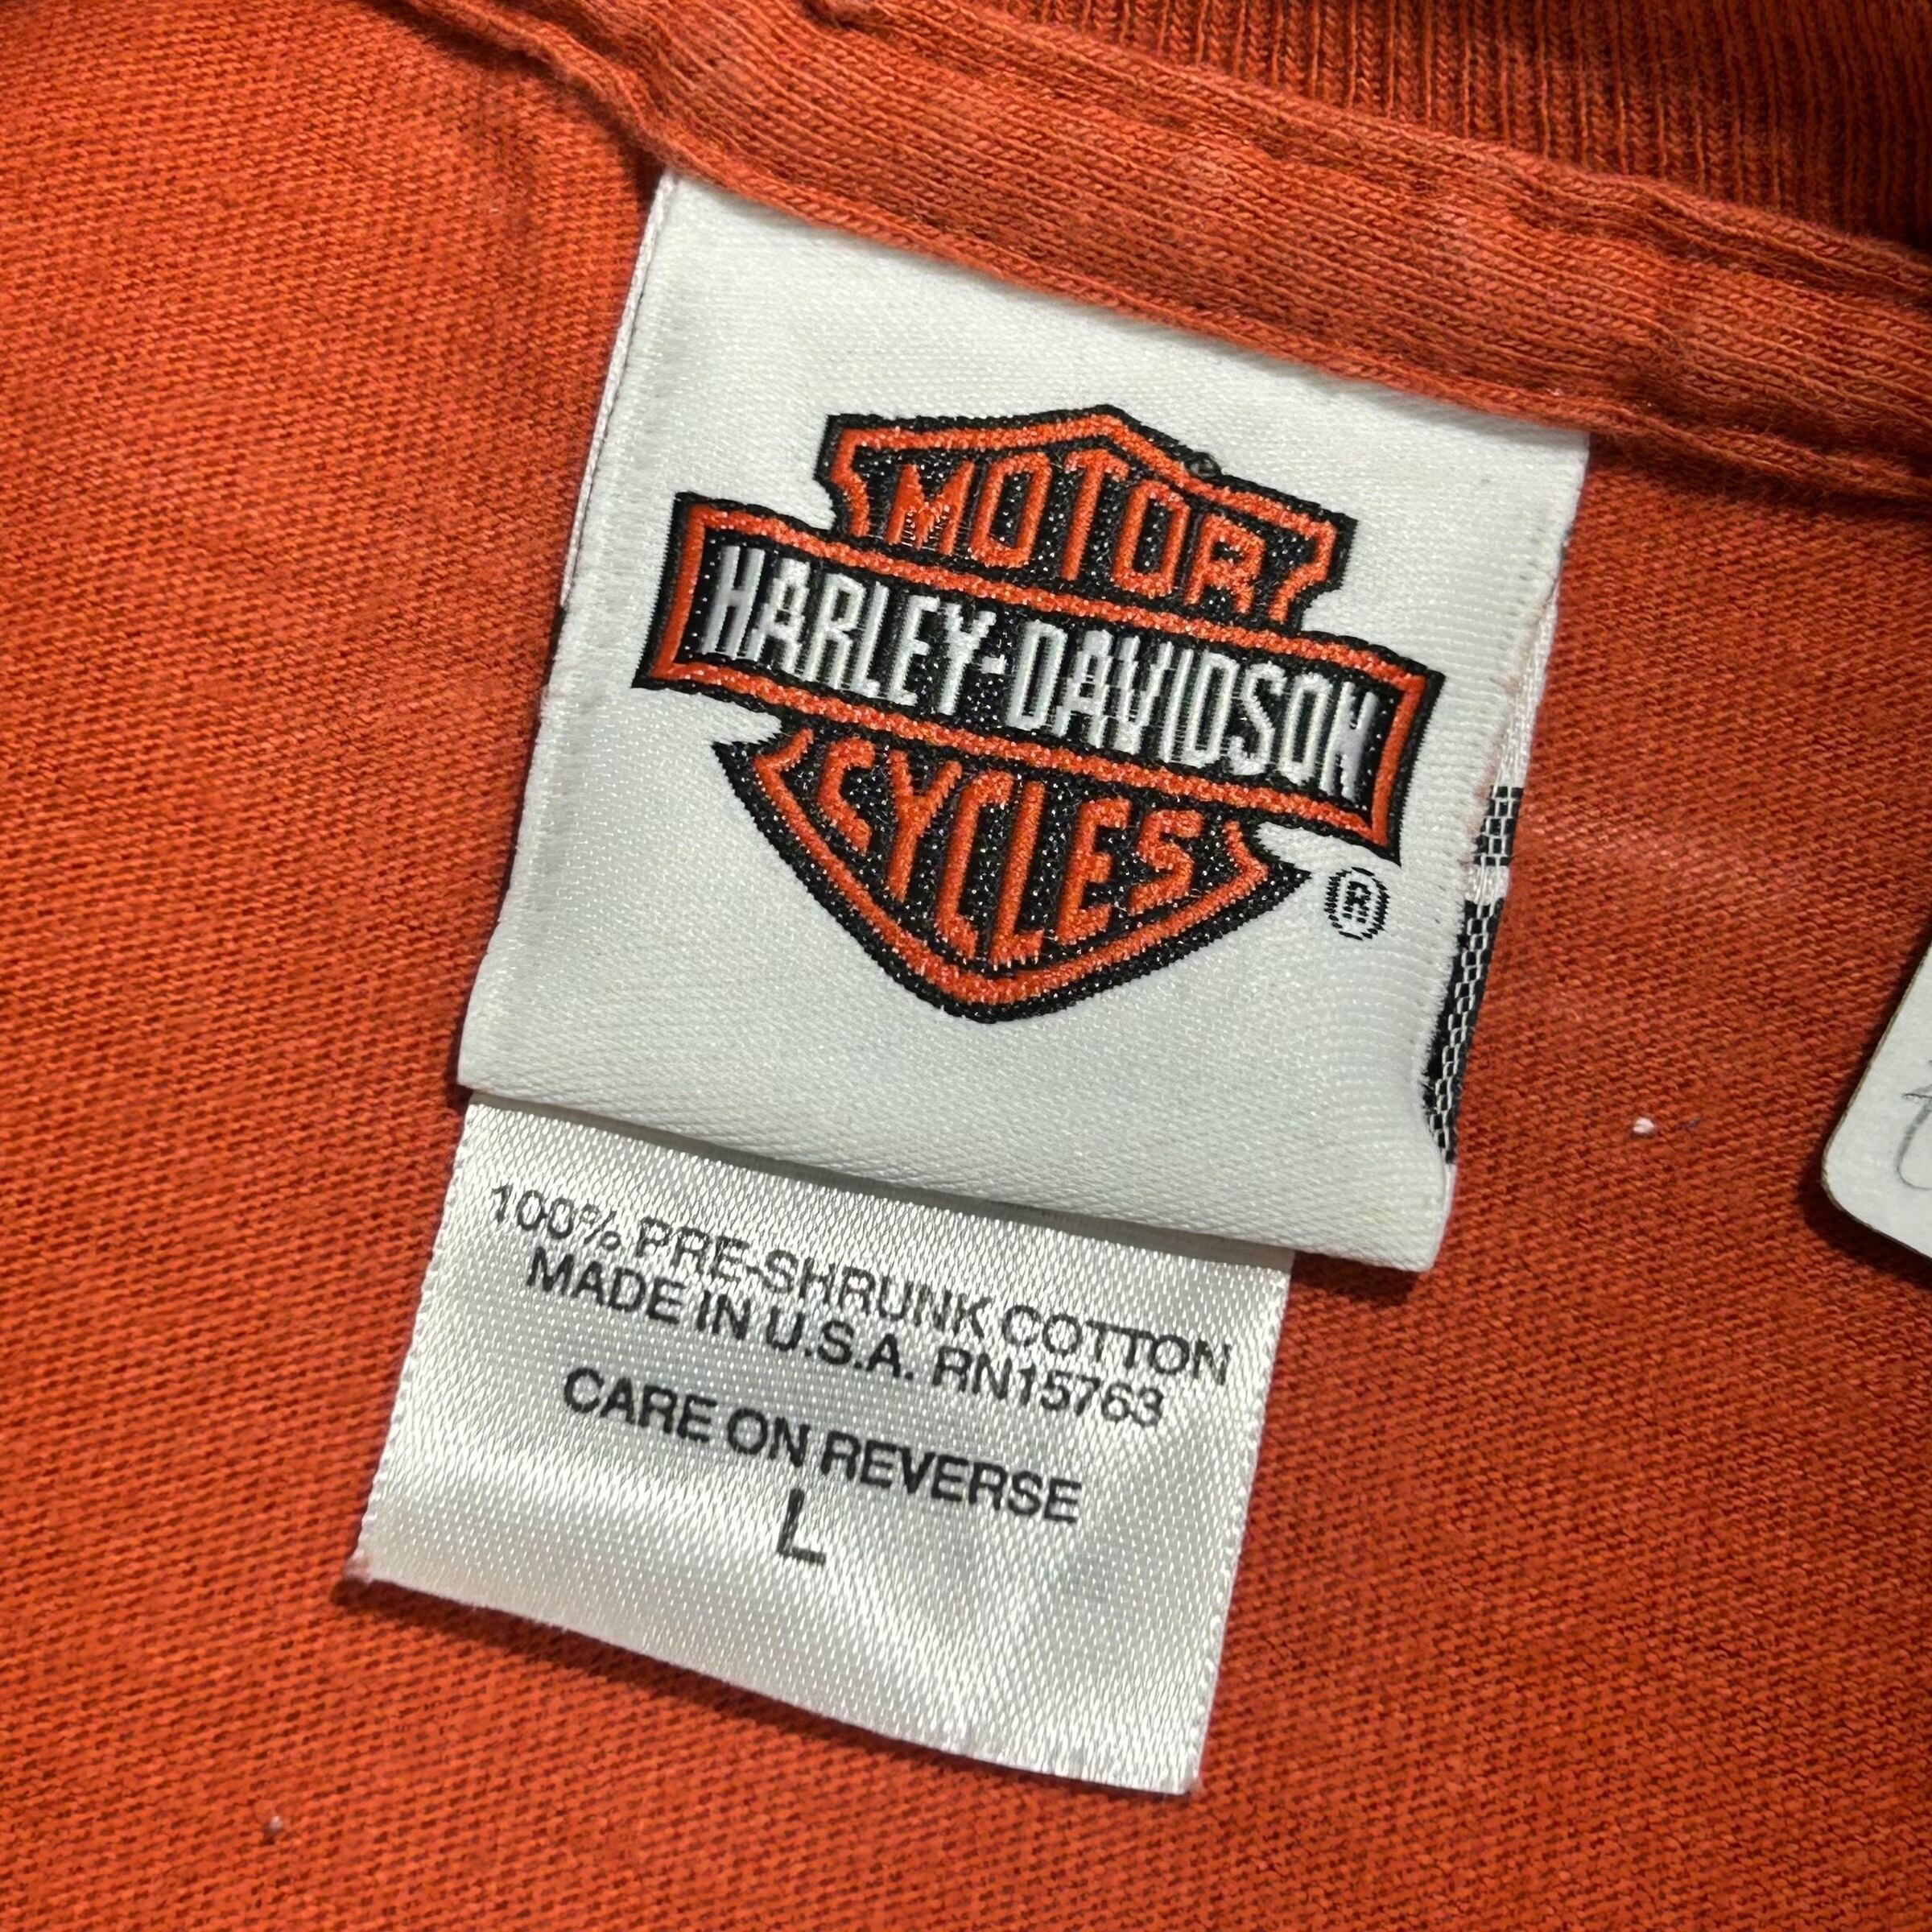 MOTOR
HARLEY-DAVIDSON
CYCLES
®
100% PRE-SHRUNK COTTON
MADE IN U.S.A. RN15763
CARE ON REVERSE
L